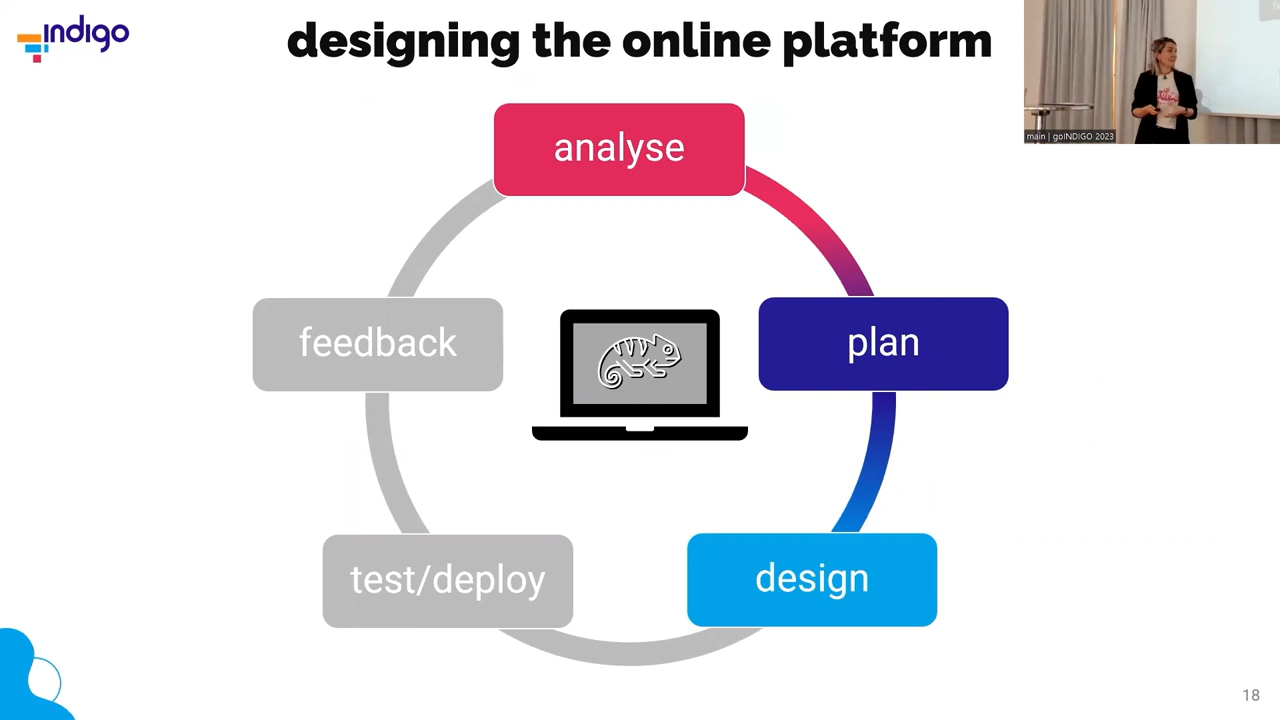 indigo
designing the online platform
main | goINDIGO 2023
analyse
feedback
plan
test/deploy
design
18